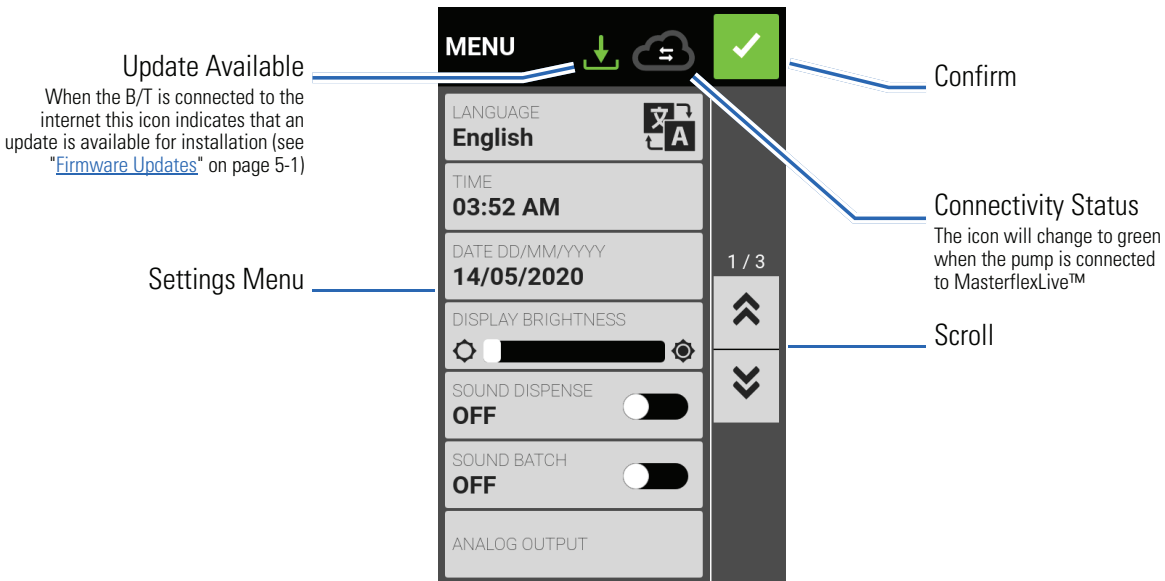 Update Available
When the B/T is connected to the
internet this icon indicates that an
update is available for installation (see
"Firmware Updates" on page 5-1)
Settings Menu
MENU
LANGUAGE
English
文
A
TIME
03:52 AM
DATE DD/MM/YYYY
14/05/2020
DISPLAY BRIGHTNESS
SOUND DISPENSE
OFF
SOUND BATCH
OFF
ANALOG OUTPUT
1 / 3
Confirm
Connectivity Status
The icon will change to green
when the pump is connected
to MasterflexLive™
Scroll